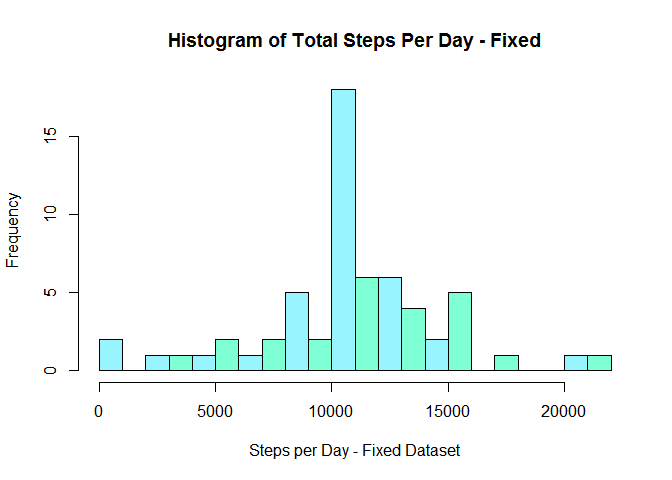 Histogram of Total Steps Per Day - Fixed
Frequency
15
10
5
0
0 5000 10000 15000 20000
Steps per Day - Fixed Dataset